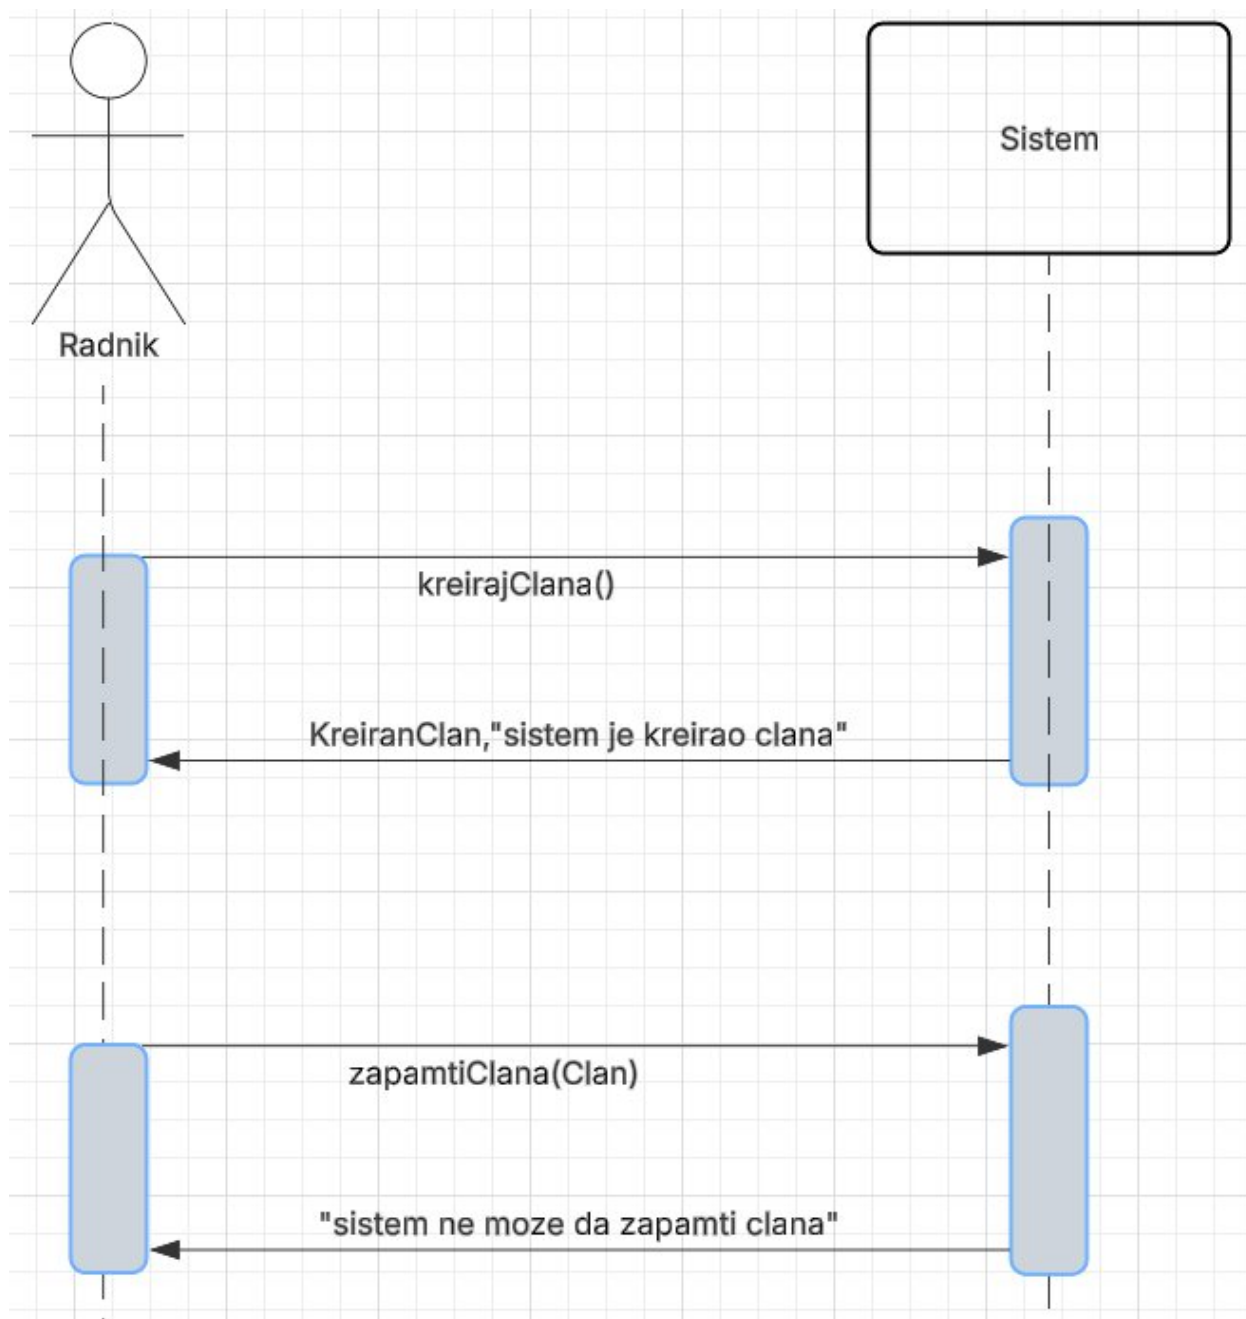 Sistem
Radnik
kreirajClana()
KreiranClan,"sistem je kreirao clana"
zapamtiClana(Clan)
"sistem ne moze da zapamti clana"